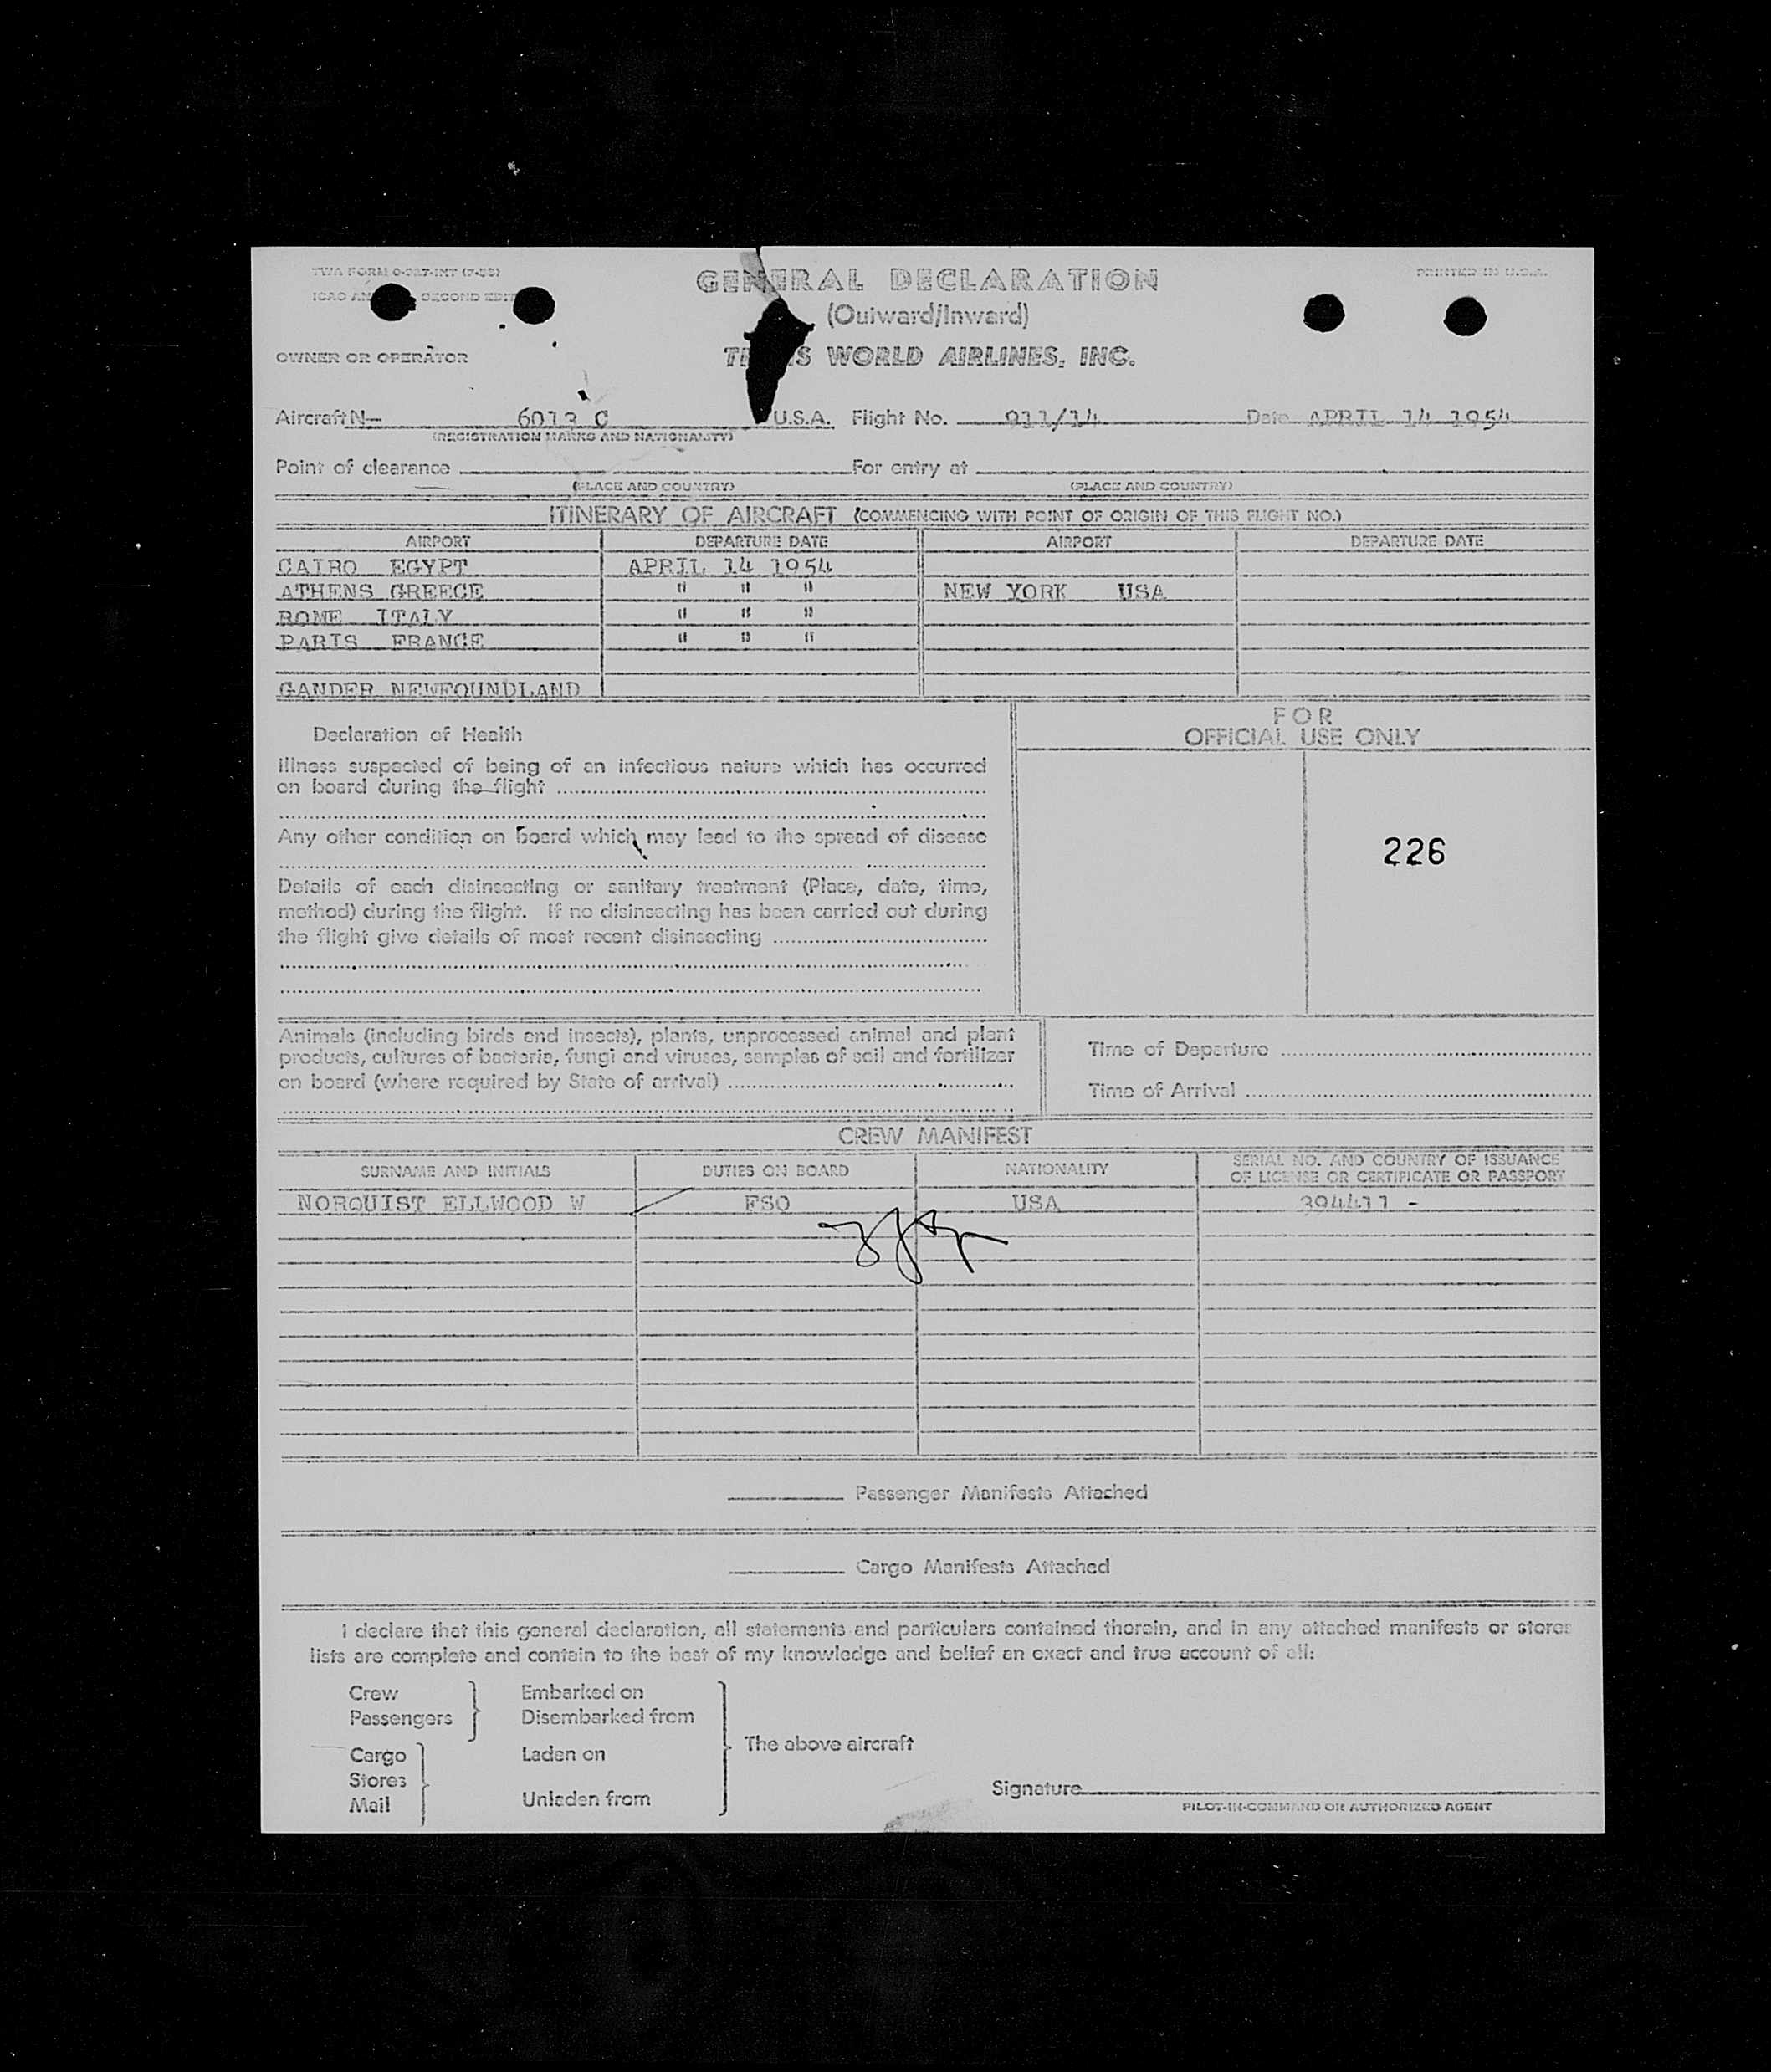 TWA FORM O-327-INT (7-53) GENERAL DECLARATION PRINTED IN U.S.A.
ICAO AN SECOND EDIT
(Outward/Inward)
OWNER OR OPERATOR TRANS WORLD AIRLINES, INC.
Aircraft N— 6013 C U.S.A. Flight No. 911/14 Date APRIL 14 1954
(REGISTRATION MARKS AND NATIONALITY)
Point of clearance For entry at
(PLACE AND COUNTRY) (PLACE AND COUNTRY)
ITINERARY OF AIRCRAFT (COMMENCING WITH POINT OF ORIGIN OF THIS FLIGHT NO.)
AIRPORT DEPARTURE DATE AIRPORT DEPARTURE DATE
CAIRO EGYPT APRIL 14 1954
ATHENS GREECE " " " NEW YORK USA
ROME ITALY " " "
PARIS FRANCE " " "
GANDER NEWFOUNDLAND
FOR
OFFICIAL USE ONLY
Declaration of Health
Illness suspected of being of an infectious nature which has occurred
on board during the flight
Any other condition on board which may lead to the spread of disease
226
Details of each disinsecting or sanitary treatment (Place, date, time,
method) during the flight. If no disinsecting has been carried out during
the flight give details of most recent disinsecting
Animals (including birds and insects), plants, unprocessed animal and plant
products, cultures of bacteria, fungi and viruses, samples of soil and fertilizer
on board (where required by State of arrival)
Time of Departure
Time of Arrival
CREW MANIFEST
SURNAME AND INITIALS DUTIES ON BOARD NATIONALITY SERIAL NO. AND COUNTRY OF ISSUANCE
OF LICENSE OR CERTIFICATE OR PASSPORT
NORQUIST ELLWOOD W FSO USA 394411 -
Passenger Manifests Attached
Cargo Manifests Attached
I declare that this general declaration, all statements and particulars contained therein, and in any attached manifests or stores
lists are complete and contain to the best of my knowledge and belief an exact and true account of all:
Crew Embarked on
Passengers Disembarked from
The above aircraft
Cargo Laden on
Stores
Mail Unladen from
Signature
PILOT-IN-COMMAND OR AUTHORIZED AGENT